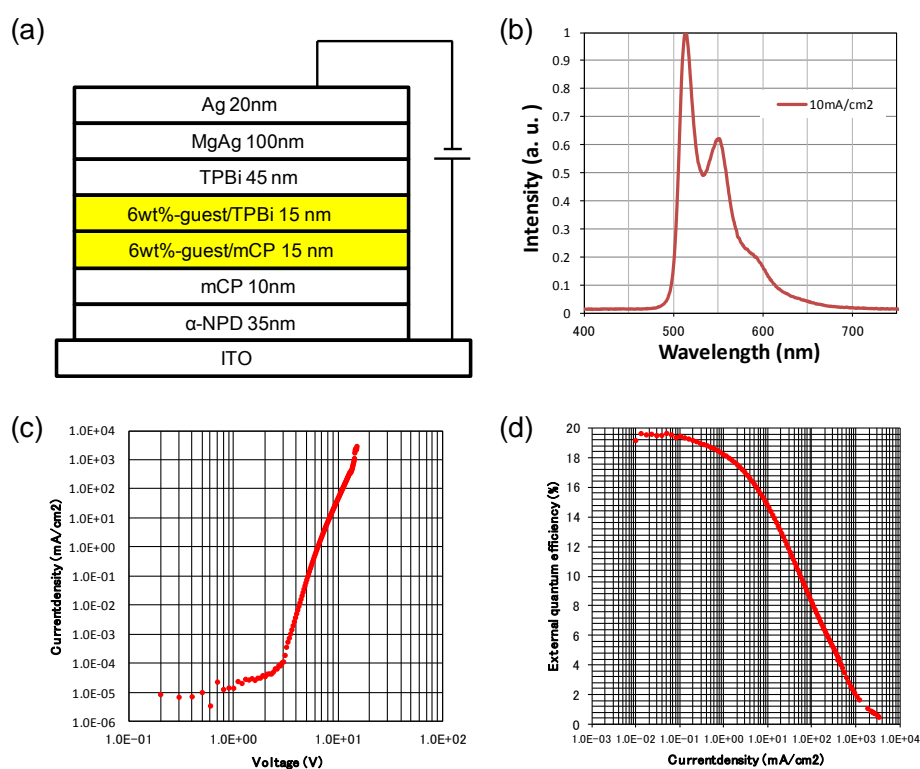 (a)
Ag 20nm
MgAg 100nm
TPBi 45 nm
6wt%-guest/TPBi 15 nm
6wt%-guest/mCP 15 nm
mCP 10nm
α-NPD 35nm
ITO
(b)
Intensity (a. u.)
1
0.9
0.8
0.7
0.6
0.5
0.4
0.3
0.2
0.1
0
10mA/cm2
400 500 600 700
Wavelength (nm)
(c)
Currentdensity (mA/cm2)
1.0E+04
1.0E+03
1.0E+02
1.0E+01
1.0E+00
1.0E-01
1.0E-02
1.0E-03
1.0E-04
1.0E-05
1.0E-06
1.0E-01 1.0E+00 1.0E+01 1.0E+02
Voltage (V)
(d)
External quantum efficiency (%)
20
18
16
14
12
10
8
6
4
2
0
1.0E-03 1.0E-02 1.0E-01 1.0E+00 1.0E+01 1.0E+02 1.0E+03 1.0E+04
Currentdensity (mA/cm2)